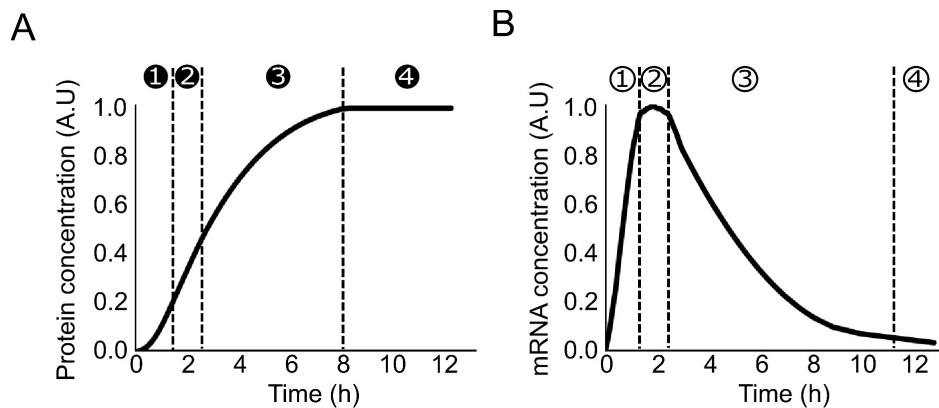 A
❶ ❷ ❸ ❹
Protein concentration (A.U)
1.0
0.8
0.6
0.4
0.2
0.0
0 2 4 6 8 10 12
Time (h)
B
① ② ③ ④
mRNA concentration (A.U)
1.0
0.8
0.6
0.4
0.2
0.0
0 2 4 6 8 10 12
Time (h)